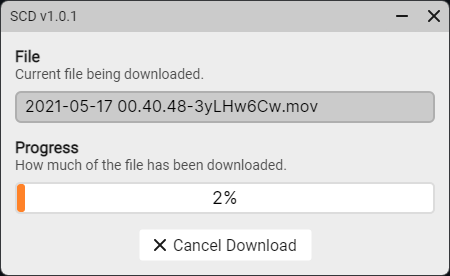 SCD v1.0.1
File
Current file being downloaded.
2021-05-17 00.40.48-3yLHw6Cw.mov
Progress
How much of the file has been downloaded.
2%
Cancel Download